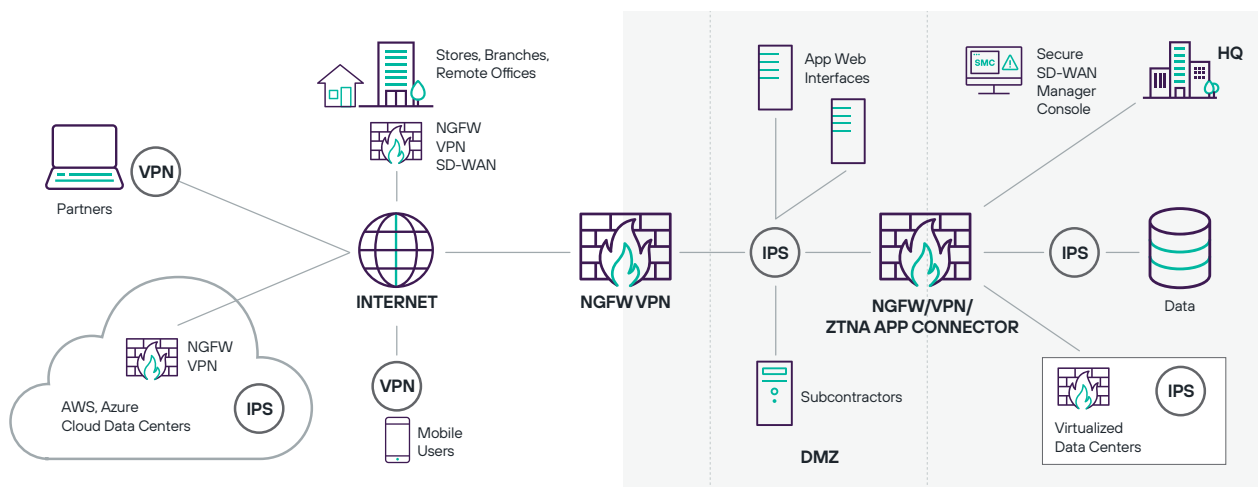 Stores, Branches,
Remote Offices
NGFW
VPN
SD-WAN
VPN
Partners
INTERNET
NGFW
VPN
AWS, Azure
Cloud Data Centers
IPS
VPN
Mobile
Users
NGFW VPN
App Web
Interfaces
IPS
Subcontractors
DMZ
NGFW/VPN/
ZTNA APP CONNECTOR
SMC
Secure
SD-WAN
Manager
Console
HQ
IPS
Data
IPS
Virtualized
Data Centers